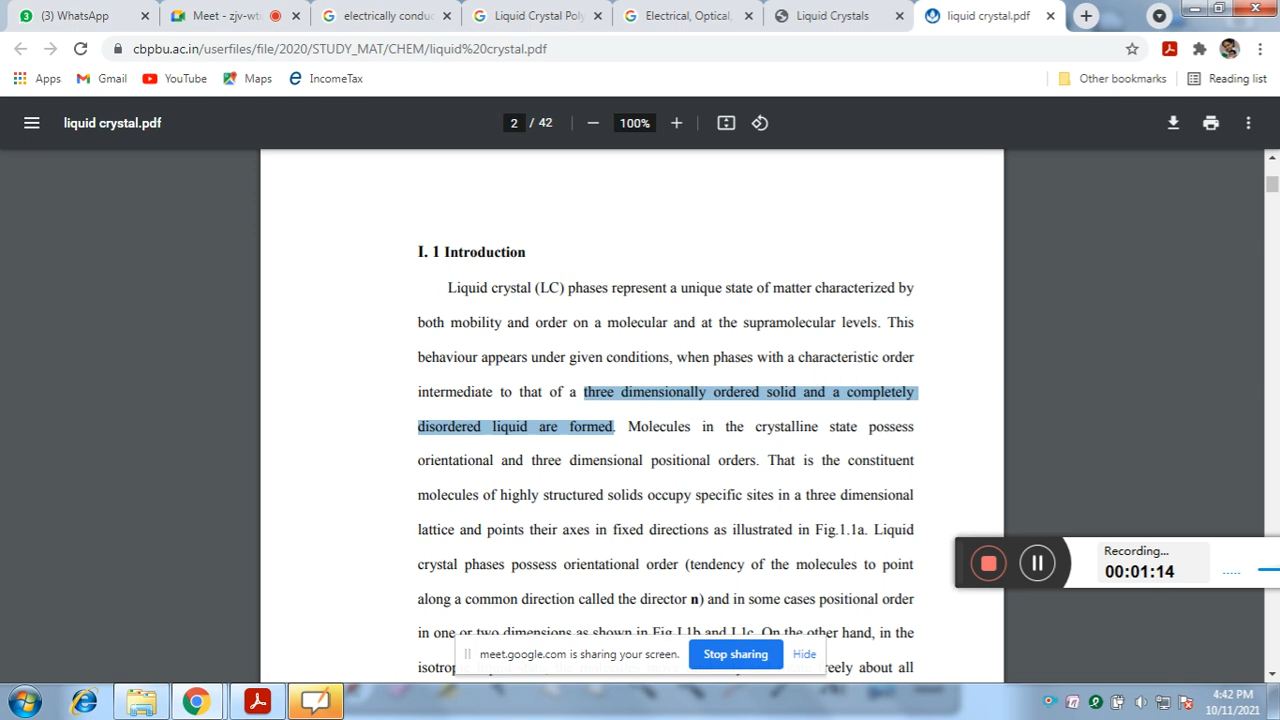 (3) WhatsApp
Meet - zjv-wti
electrically condu
Liquid Crystal Poly
Electrical, Optical,
Liquid Crystals
liquid crystal.pdf
cbpbu.ac.in/userfiles/file/2020/STUDY_MAT/CHEM/liquid%20crystal.pdf
Apps Gmail YouTube Maps IncomeTax Other bookmarks Reading list
liquid crystal.pdf 2 / 42 100%
I. 1 Introduction
Liquid crystal (LC) phases represent a unique state of matter characterized by
both mobility and order on a molecular and at the supramolecular levels. This
behaviour appears under given conditions, when phases with a characteristic order
intermediate to that of a three dimensionally ordered solid and a completely
disordered liquid are formed. Molecules in the crystalline state possess
orientational and three dimensional positional orders. That is the constituent
molecules of highly structured solids occupy specific sites in a three dimensional
lattice and points their axes in fixed directions as illustrated in Fig.1.1a. Liquid
crystal phases possess orientational order (tendency of the molecules to point
along a common direction called the director n) and in some cases positional order
in one or two dimensions as shown in Fig.I.1b and I.1c. On the other hand, in the
freely about all
Recording...
00:01:14
meet.google.com is sharing your screen. Stop sharing Hide
4:42 PM
10/11/2021